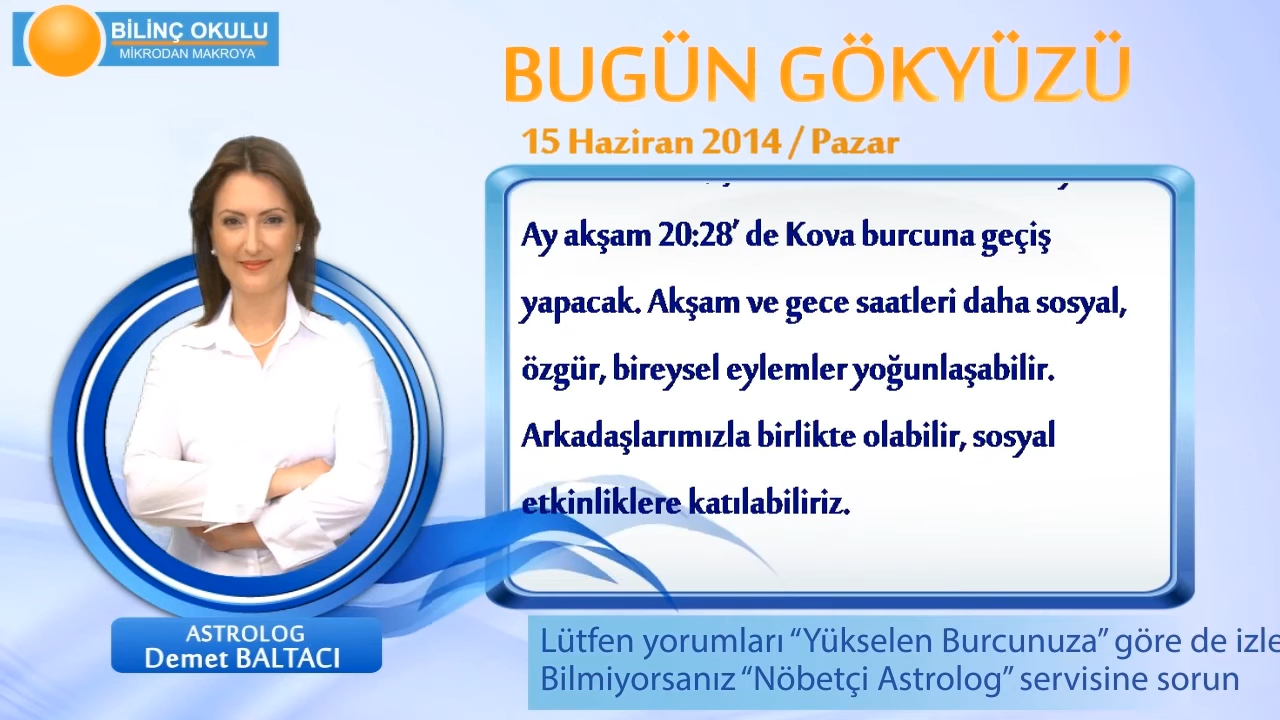 BİLİNÇ OKULU
MİKRODAN MAKROYA
BUGÜN GÖKYÜZÜ
15 Haziran 2014 / Pazar
Ay akşam 20:28’ de Kova burcuna geçiş
yapacak. Akşam ve gece saatleri daha sosyal,
özgür, bireysel eylemler yoğunlaşabilir.
Arkadaşlarımızla birlikte olabilir, sosyal
etkinliklere katılabiliriz.
ASTROLOG
Demet BALTACI
Lütfen yorumları “Yükselen Burcunuza” göre de izle
Bilmiyorsanız “Nöbetçi Astrolog” servisine sorun